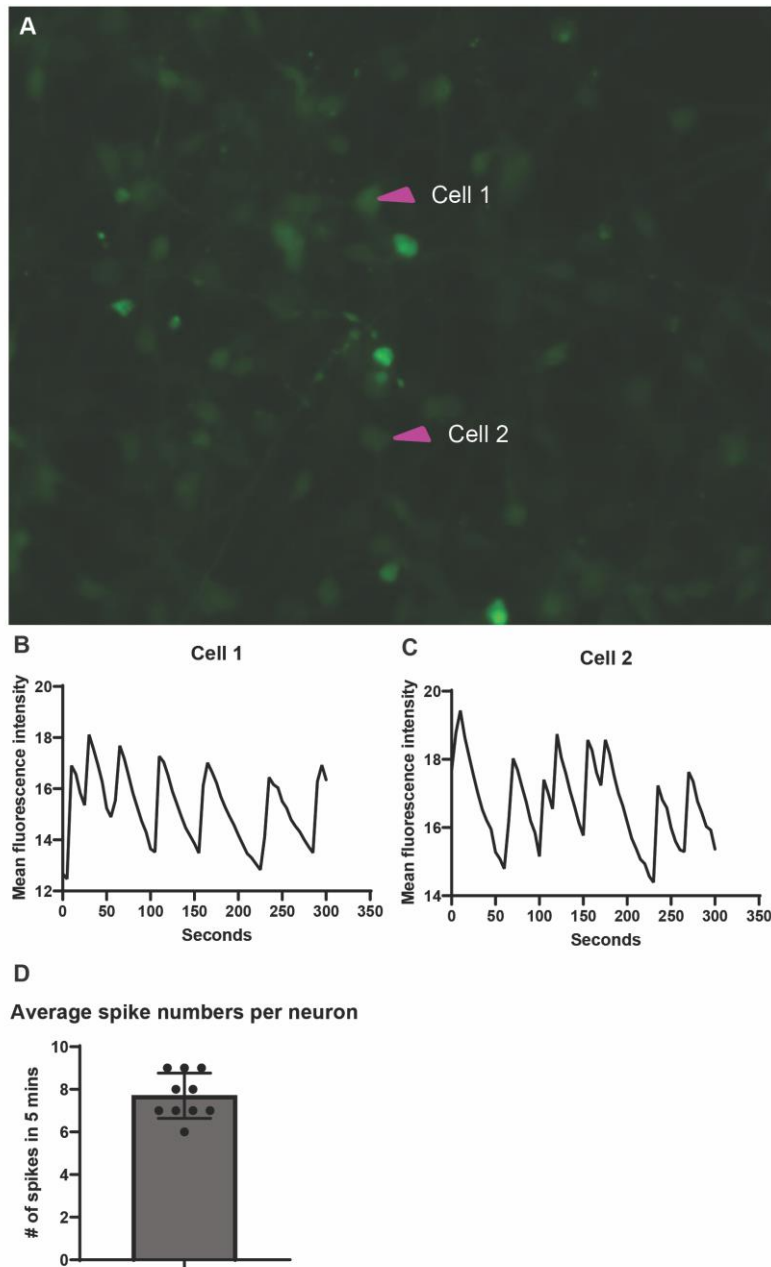 A
Cell 1
Cell 2
B
Cell 1
Mean fluorescence intensity
20
18
16
14
12
0 50 100 150 200 250 300 350
Seconds
C
Cell 2
Mean fluorescence intensity
20
18
16
14
0 50 100 150 200 250 300 350
Seconds
D
Average spike numbers per neuron
# of spikes in 5 mins
10
8
6
4
2
0